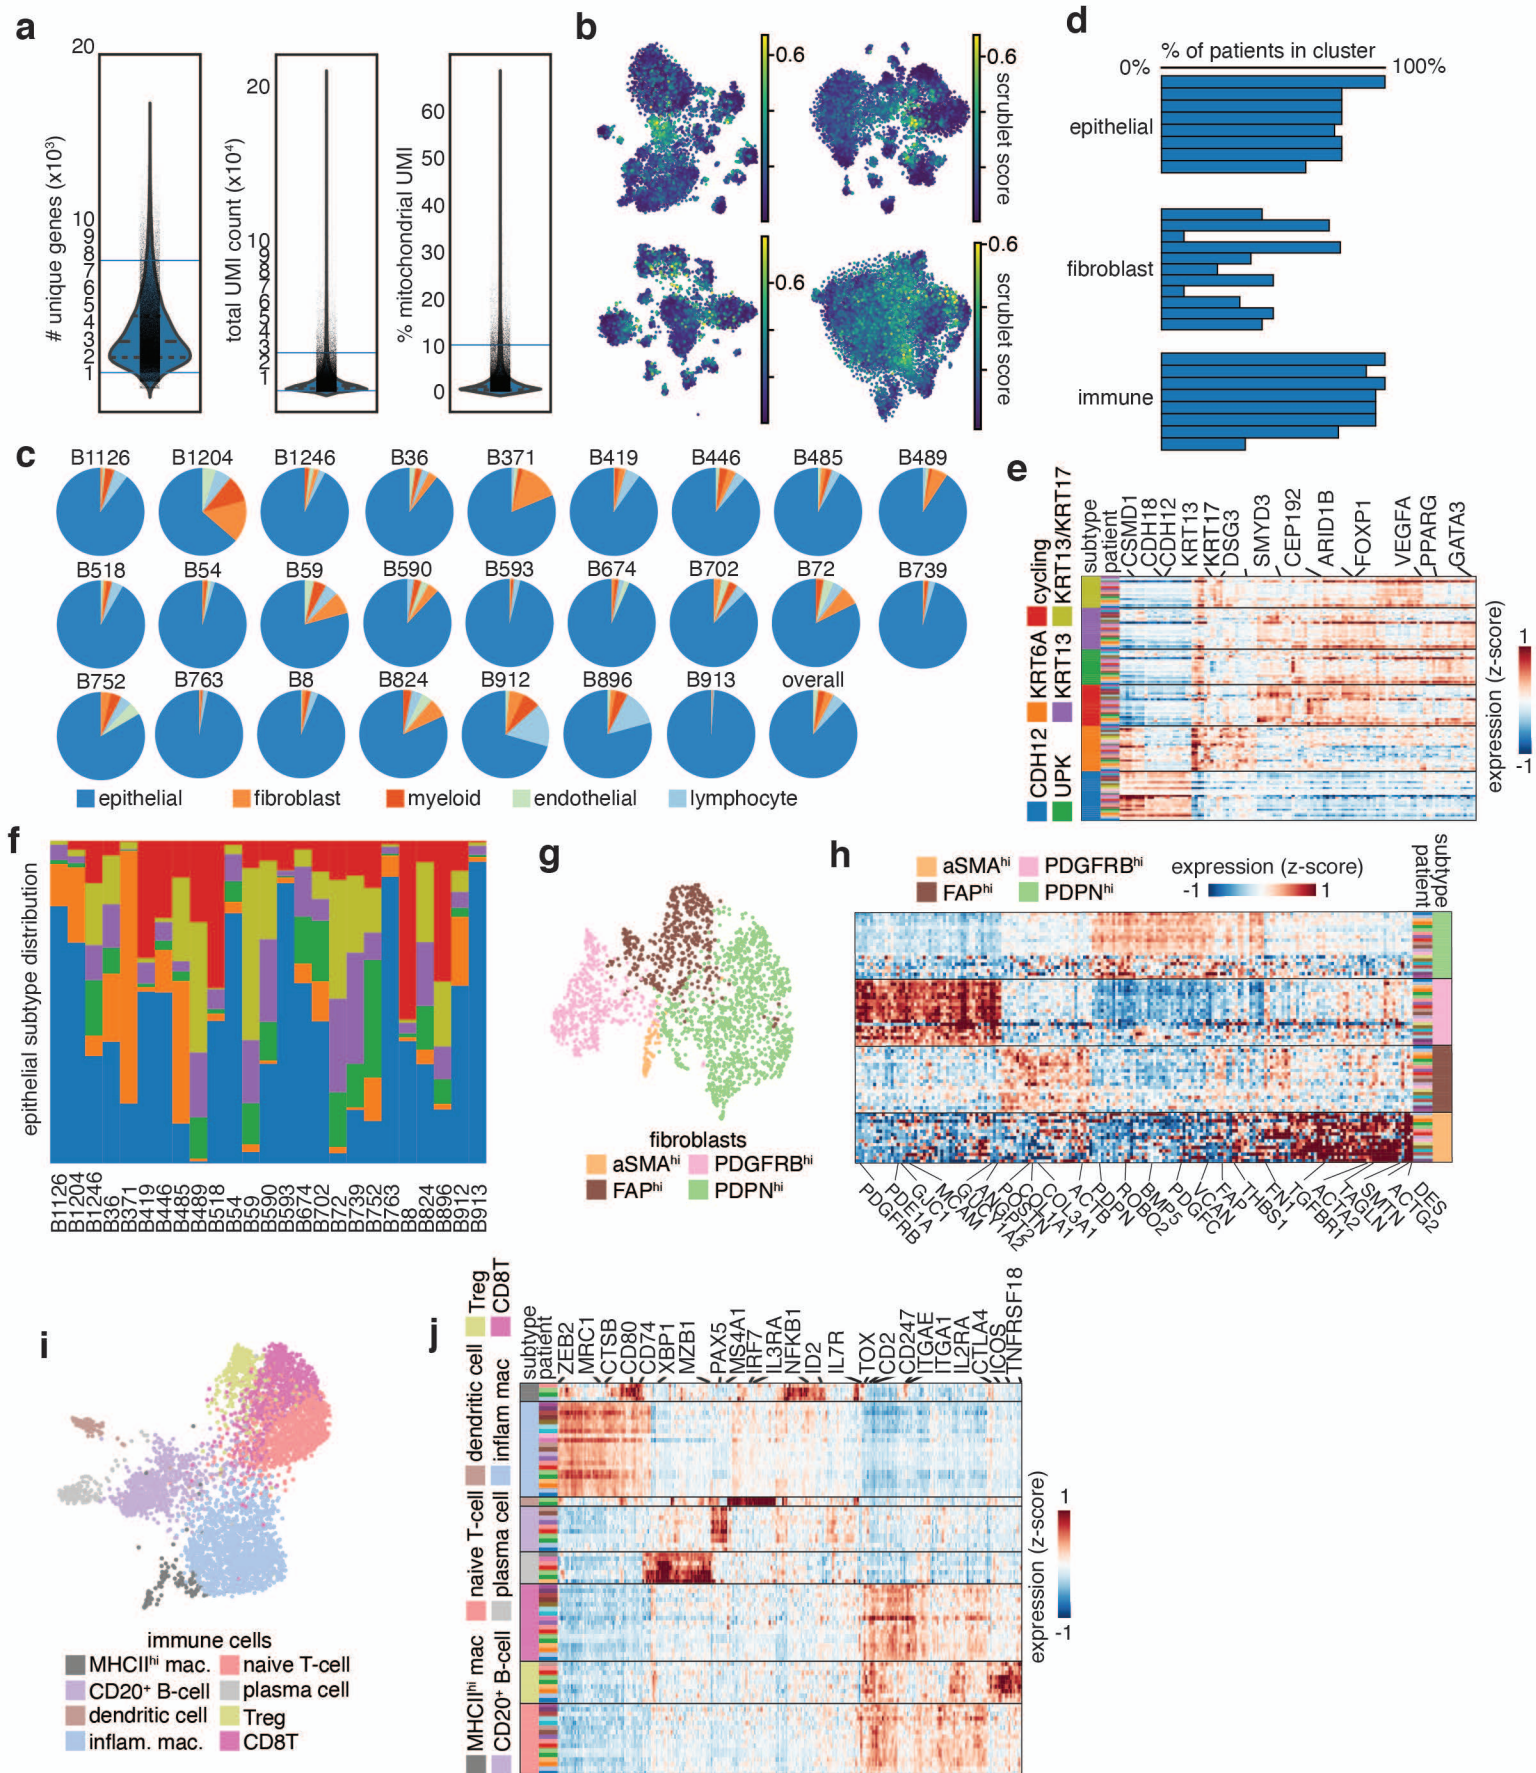 a
20
10
9
8
7
6
5
4
3
2
1
# unique genes (x10³)
20
10
9
8
7
6
5
4
3
2
1
total UMI count (x10⁴)
60
50
40
30
20
10
0
% mitochondrial UMI
b
0.6
0.6
scrublet score
0.6
0.6
scrublet score
d
% of patients in cluster
0% 100%
epithelial
fibroblast
immune
c
B1126 B1204 B1246 B36 B371 B419 B446 B485 B489
B518 B54 B59 B590 B593 B674 B702 B72 B739
B752 B763 B8 B824 B912 B896 B913 overall
epithelial fibroblast myeloid endothelial lymphocyte
e
CDH12 KRT6A cycling
UPK KRT13 KRT13/KRT17
subtype
patient
CSMD1
CDH18
CDH12
KRT13
KRT17
DSG3
SMYD3
CEP192
ARID1B
FOXP1
VEGFA
PPARG
GATA3
expression (z-score)
1
-1
f
epithelial subtype distribution
B1126
B1204
B1246
B36
B371
B419
B446
B485
B489
B518
B54
B59
B590
B593
B674
B702
B72
B739
B752
B763
B8
B824
B896
B912
B913
g
fibroblasts
aSMAhi PDGFRBhi
FAPhi PDPNhi
h
aSMAhi PDGFRBhi
FAPhi PDPNhi
expression (z-score)
-1 1
patient
subtype
PDGFRB
PDE1A
GJC1
MCAM
GUCY1A2
ANGPT2
POSTN
COL1A1
COL3A1
ACTB
PDPN
ROBO2
BMP5
PDGFC
VCAN
FAP
THBS1
FN1
TGFBR1
ACTA2
TAGLN
SMTN
ACTG2
DES
i
immune cells
MHCIIhi mac. naive T-cell
CD20+ B-cell plasma cell
dendritic cell Treg
inflam. mac. CD8T
j
MHCIIhi mac naive T-cell dendritic cell Treg
CD20+ B-cell plasma cell inflam mac CD8T
subtype
patient
ZEB2
MRC1
CTSB
CD80
CD74
XBP1
MZB1
PAX5
MS4A1
IRF7
IL3RA
NFKB1
ID2
IL7R
TOX
CD2
CD247
ITGAE
ITGA1
IL2RA
CTLA4
ICOS
TNFRSF18
expression (z-score)
1
-1